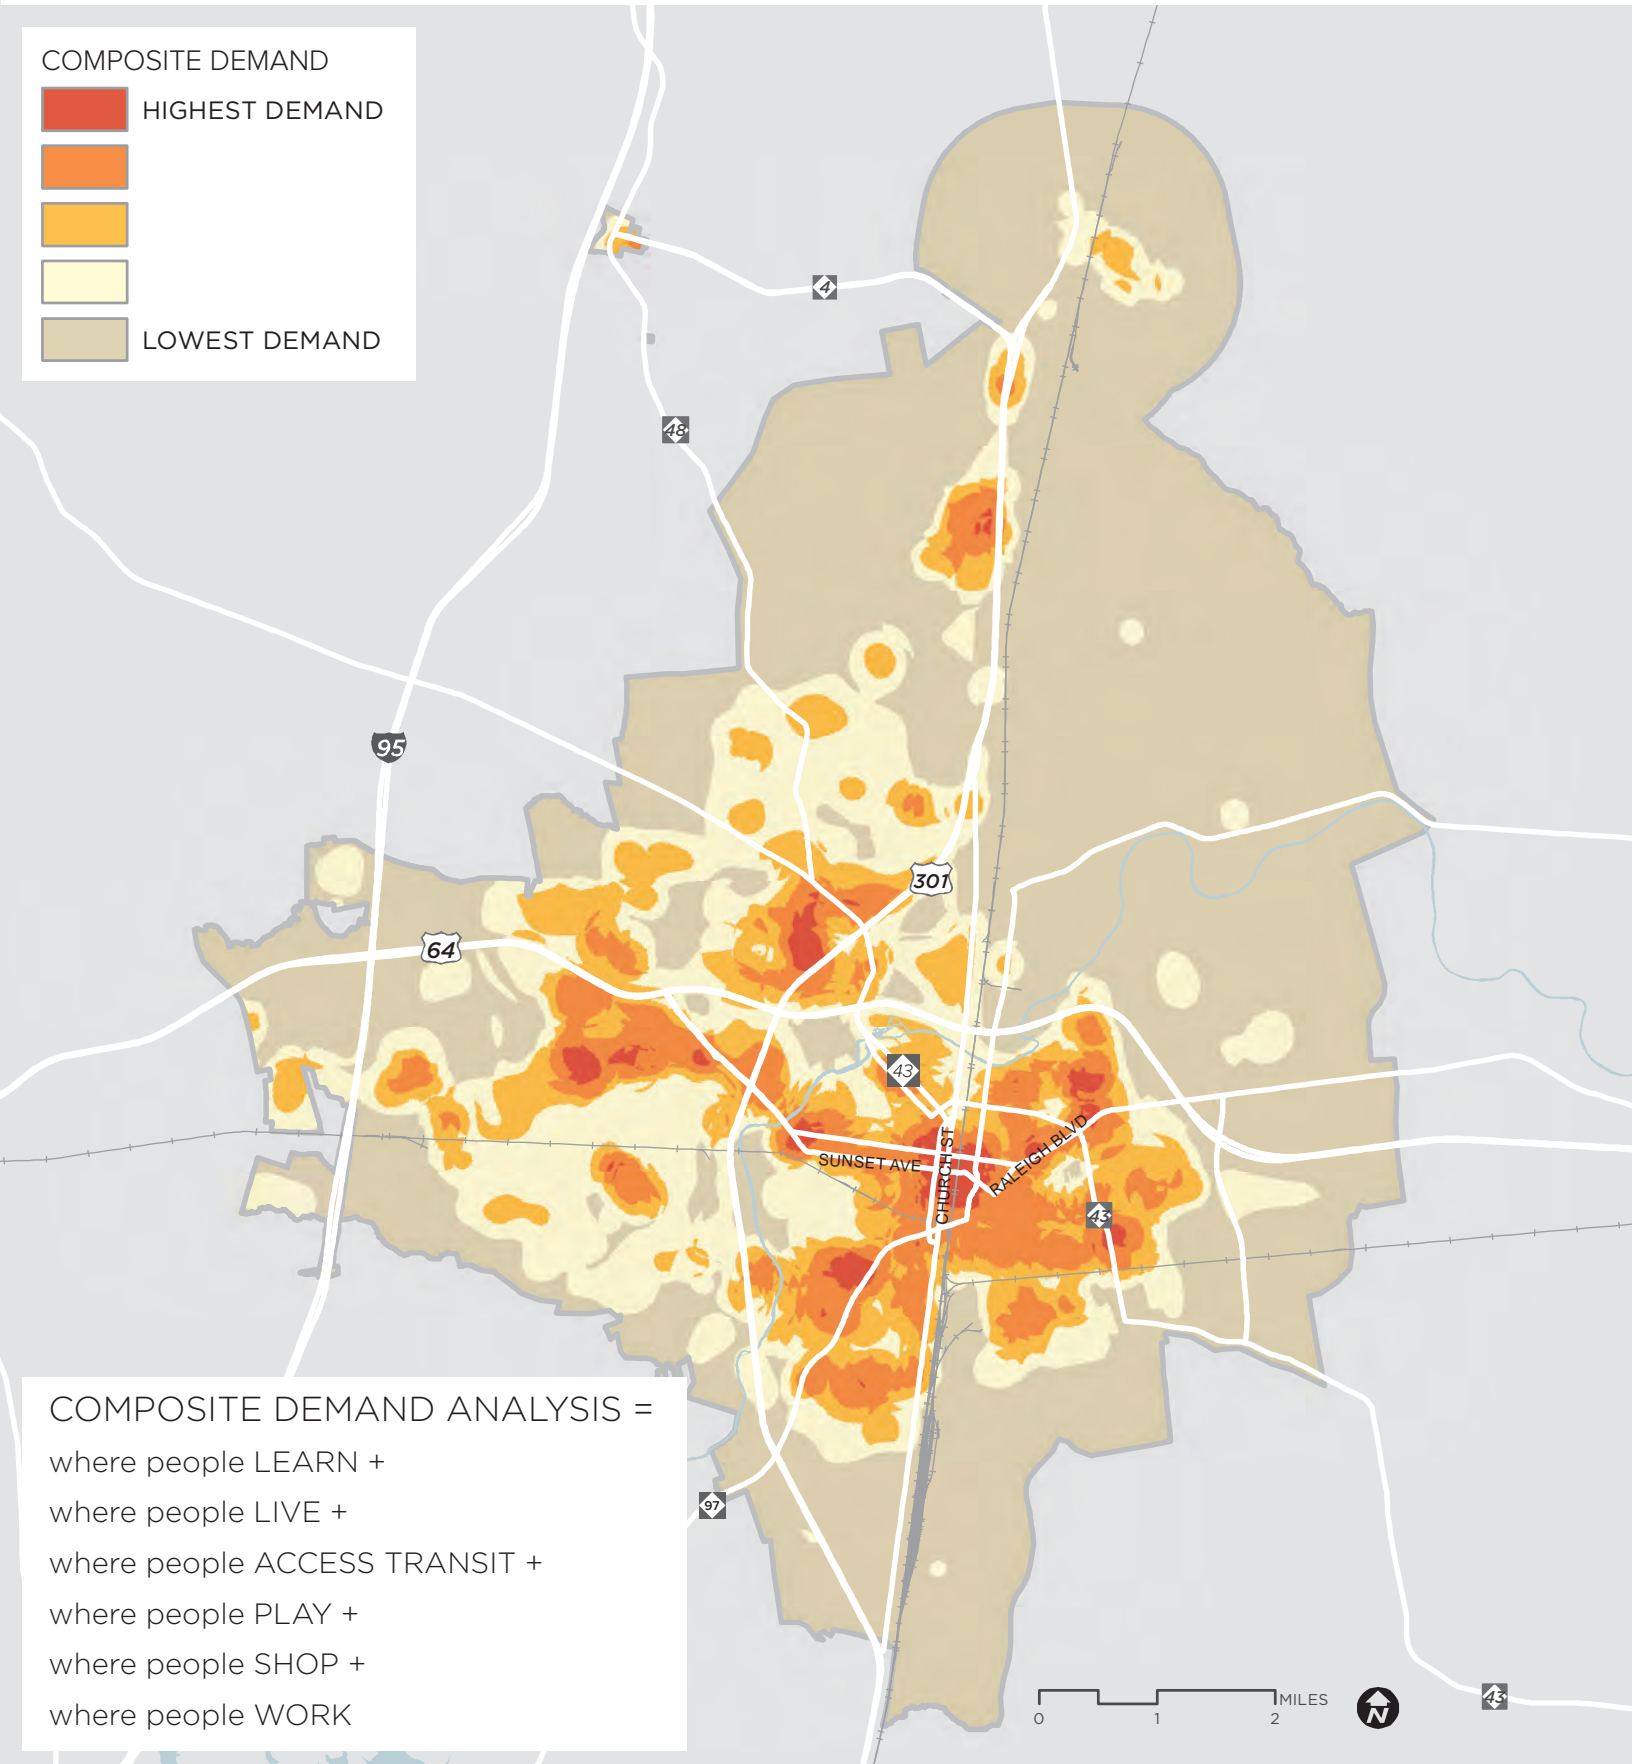 COMPOSITE DEMAND
HIGHEST DEMAND
LOWEST DEMAND
4
48
95
301
64
43
SUNSET AVE
CHURCH ST
RALEIGH BLVD
43
COMPOSITE DEMAND ANALYSIS =
where people LEARN +
where people LIVE +
where people ACCESS TRANSIT +
where people PLAY +
where people SHOP +
where people WORK
97
MILES
0 1 2
N
43